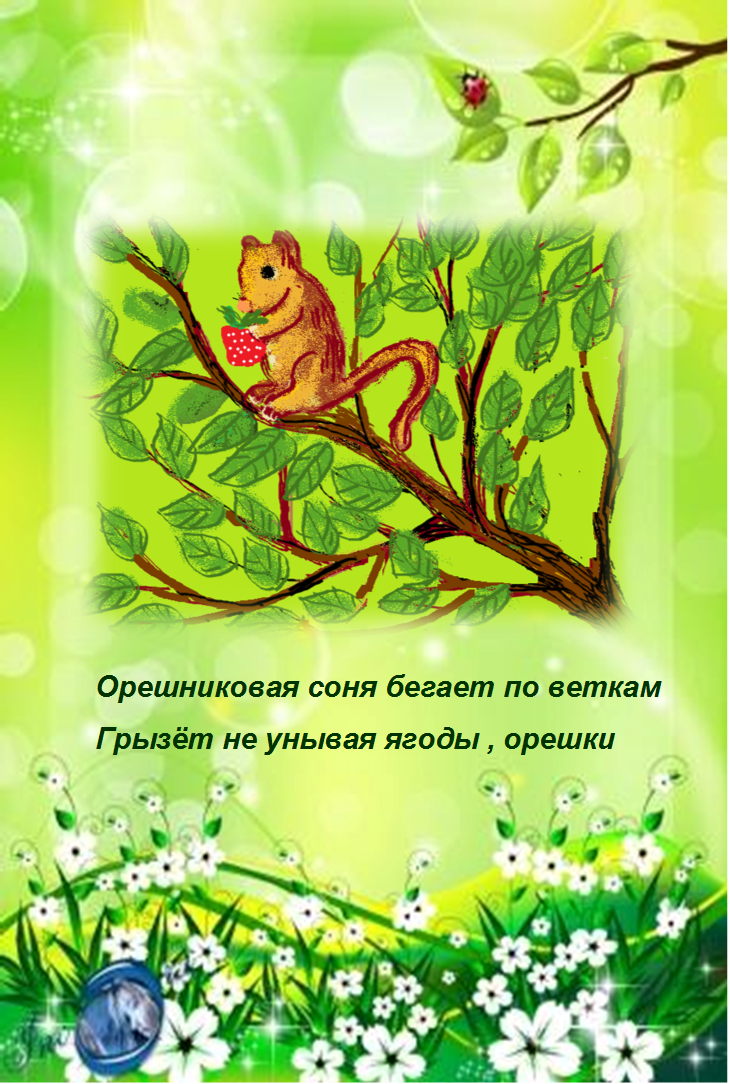 Орешниковая соня бегает по веткам
Грызёт не унывая ягоды , орешки